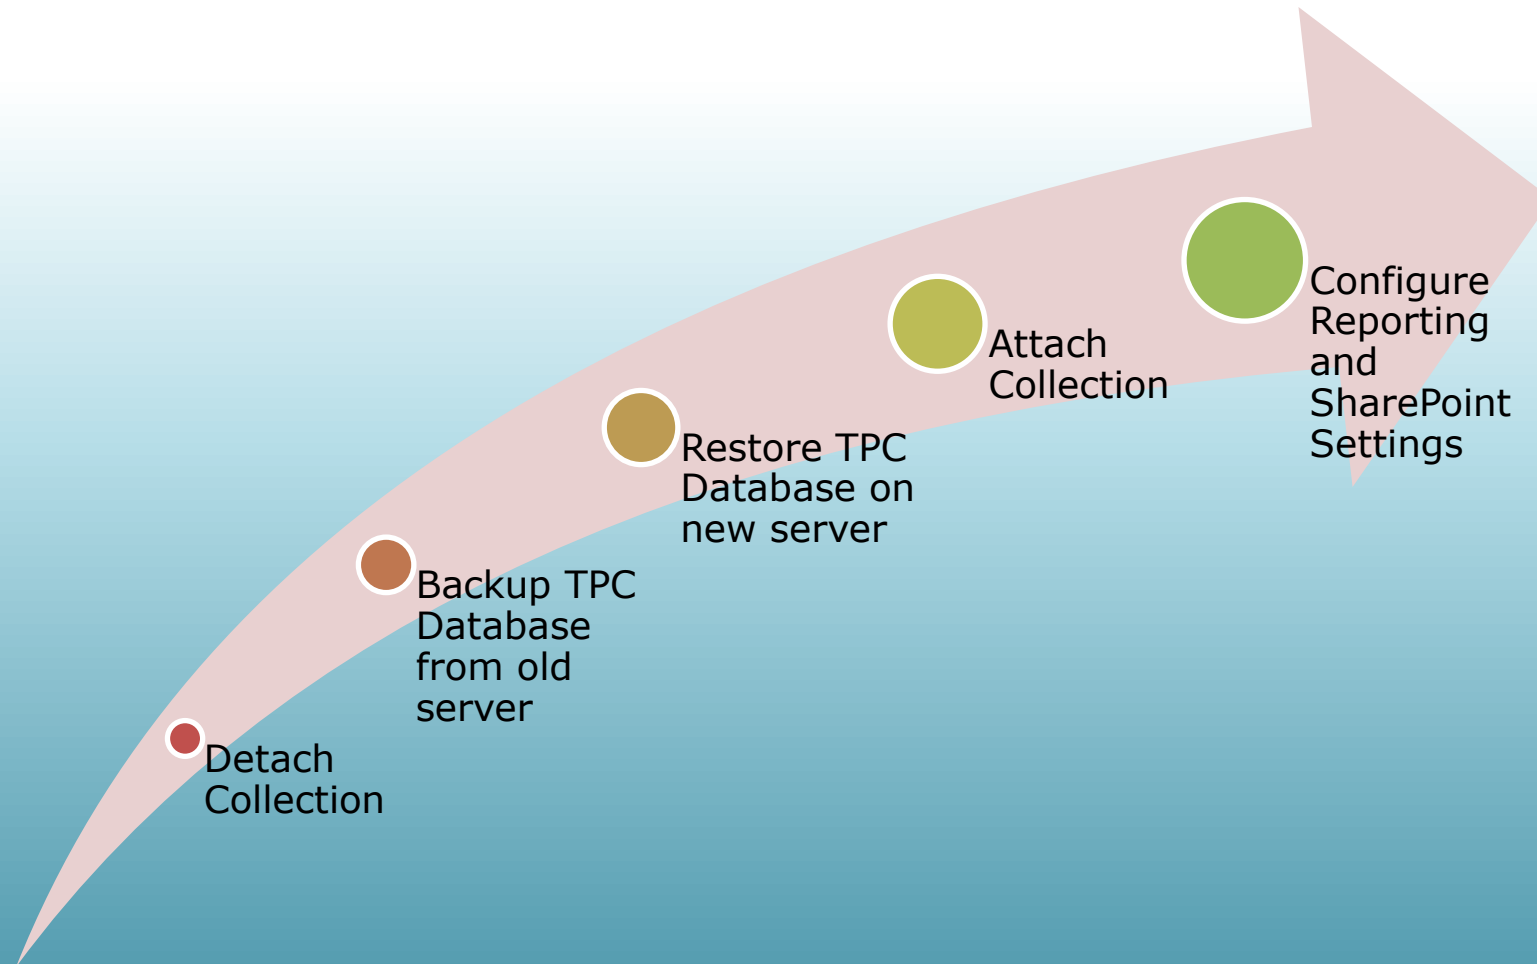 Detach
Collection
Backup TPC
Database
from old
server
Restore TPC
Database on
new server
Attach
Collection
Configure
Reporting
and
SharePoint
Settings